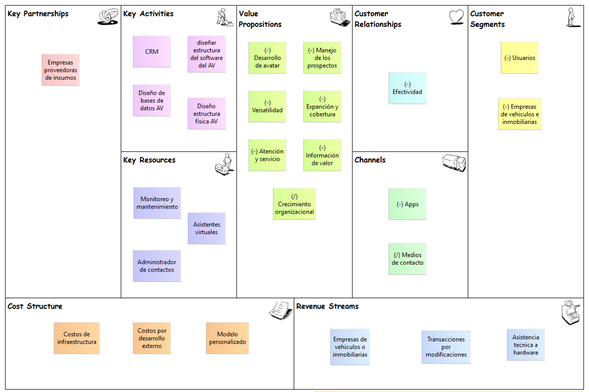 Key Partnerships
Empresas
proveedoras
de insumos
Key Activities
CRM
diseñar
estructura
del software
del AV
Diseño de
bases de
datos AV
Diseño
estructura
física AV
Key Resources
Monitoreo y
mantenimiento
Asistentes
virtuales
Administrador
de contactos
Value
Propositions
(-)
Desarrollo
de avatar
(-) Manejo
de los
prospectos
(-)
Versatilidad
(-)
Expanción y
cobertura
(-) Atención
y servicio
(-)
Información
de valor
(/)
Crecimiento
organizacional
Customer
Relationships
(-)
Efectividad
Channels
(-) Apps
(/) Medios
de contacto
Customer
Segments
(-) Usuarios
(-) Empresas
de vehiculos e
inmobiliarias
Cost Structure
Costos de
infraestructura
Costos por
desarrollo
externo
Modelo
personalizado
Revenue Streams
Empresas de
vehiculos o
inmobiliarias
Transacciones
por
modificaciones
Asistencia
tecnica a
hardware